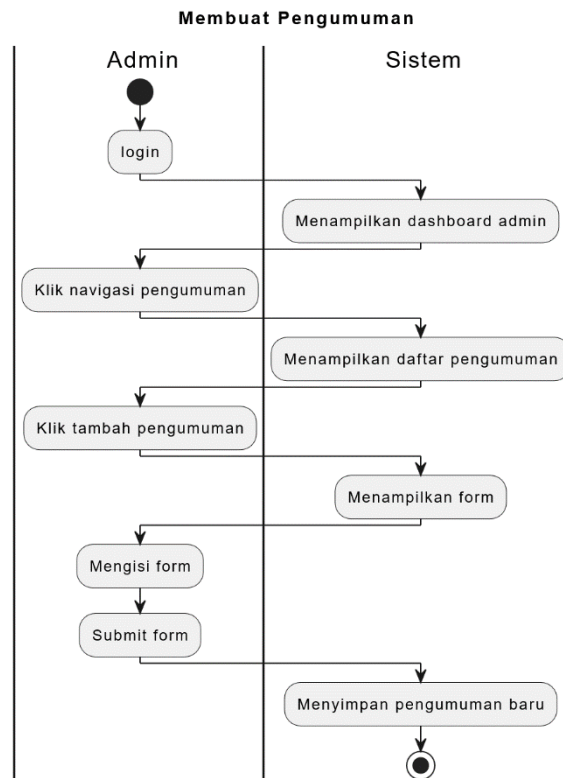 Membuat Pengumuman
Admin
Sistem
login
Menampilkan dashboard admin
Klik navigasi pengumuman
Menampilkan daftar pengumuman
Klik tambah pengumuman
Menampilkan form
Mengisi form
Submit form
Menyimpan pengumuman baru